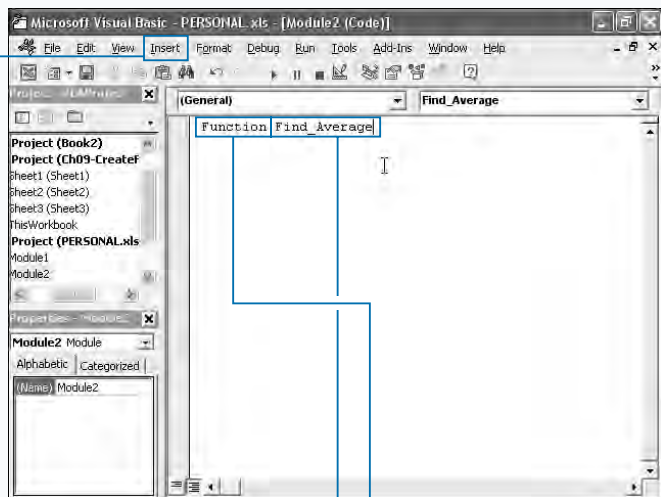 Microsoft Visual Basic - PERSONAL.xls - [Module2 (Code)]
File Edit View Insert Format Debug Run Tools Add-Ins Window Help
(General) Find_Average
Function Find_Average
Project (Book2)
Project (Ch09-Createf
Sheet1 (Sheet1)
Sheet2 (Sheet2)
Sheet3 (Sheet3)
ThisWorkbook
Project (PERSONAL.xls
Module1
Module2
Properties - Module2
Module2 Module
Alphabetic Categorized
(Name) Module2